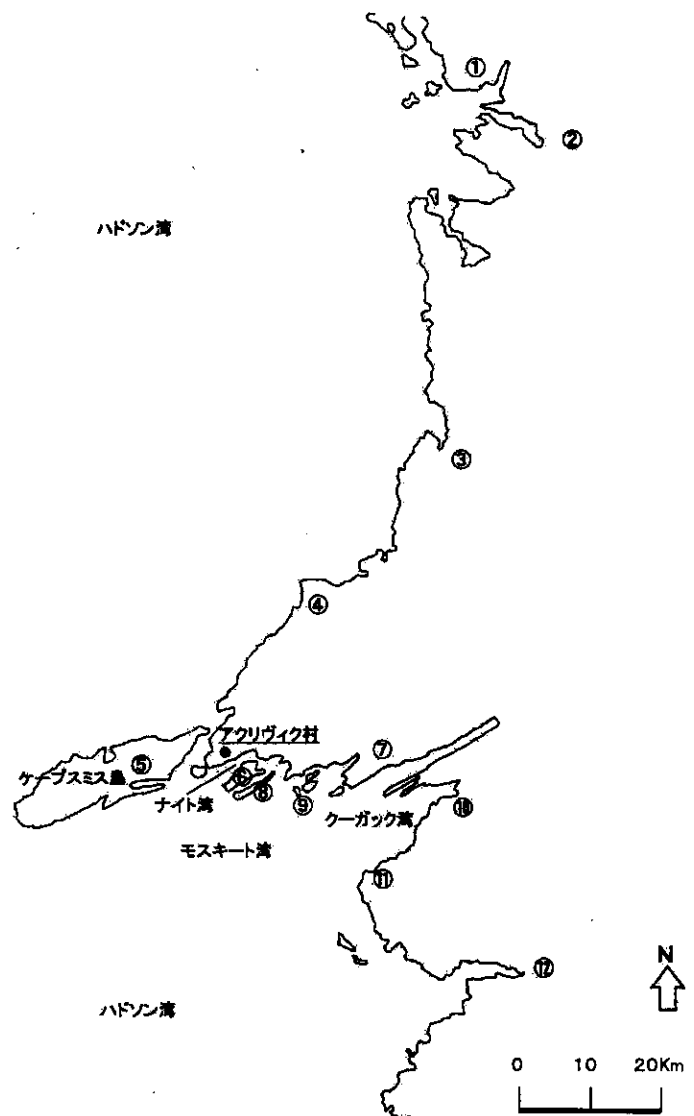 ①
②
ハドソン湾
③
④
アクリヴィク村
⑦
⑤
ケープスミス島
⑥
ナイト湾
⑧
⑨
クーガック湾
⑩
モスキート湾
⑪
N
⑫
ハドソン湾
0 10 20Km